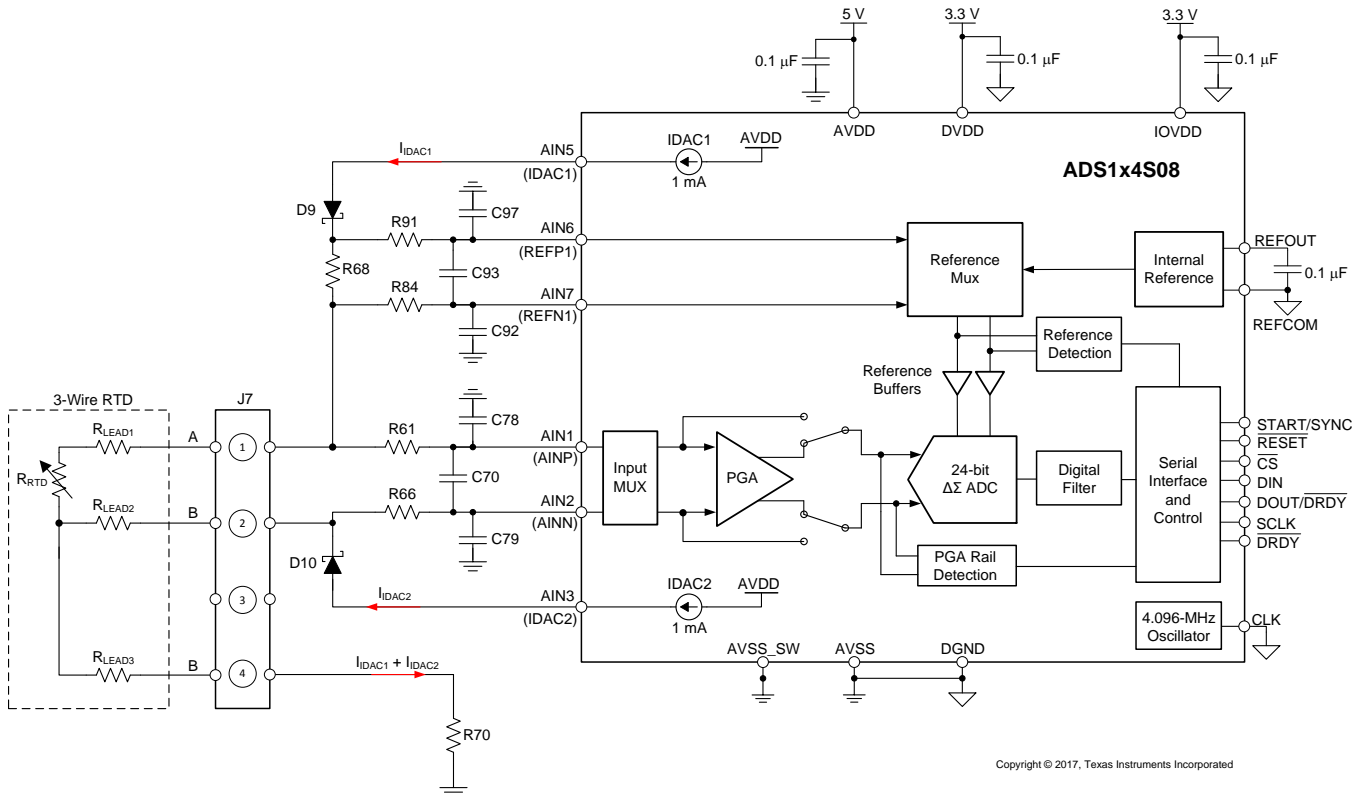 5 V
3.3 V
3.3 V
0.1 µF
0.1 µF
0.1 µF
AVDD
DVDD
IOVDD
IIDAC1
AIN5
(IDAC1)
IDAC1
1 mA
AVDD
ADS1x4S08
D9
R91
C97
AIN6
(REFP1)
R68
C93
R84
AIN7
(REFN1)
C92
Reference
Mux
Internal
Reference
REFOUT
0.1 µF
REFCOM
Reference
Detection
Reference
Buffers
3-Wire RTD
J7
RLEAD1
A
1
RRTD
RLEAD2
B
2
3
RLEAD3
B
4
R61
C78
AIN1
(AINP)
C70
R66
AIN2
(AINN)
C79
D10
Input
MUX
PGA
24-bit
ΔΣ ADC
Digital
Filter
Serial
Interface
and
Control
START/SYNC
RESET
CS
DIN
DOUT/DRDY
SCLK
DRDY
PGA Rail
Detection
IIDAC2
AIN3
(IDAC2)
IDAC2
1 mA
AVDD
4.096-MHz
Oscillator
CLK
AVSS_SW
AVSS
DGND
IIDAC1 + IIDAC2
R70
Copyright © 2017, Texas Instruments Incorporated